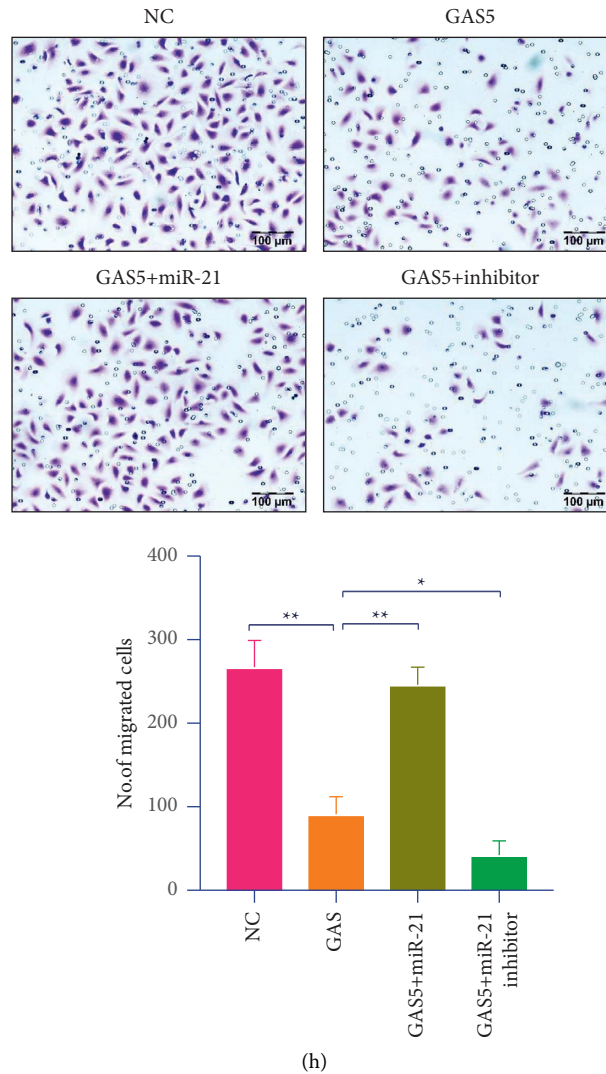 NC
GAS5
100 µm
100 µm
GAS5+miR-21
GAS5+inhibitor
100 µm
100 µm
400
300
200
100
0
No.of migrated cells
**
**
*
NC
GAS
GAS5+miR-21
GAS5+miR-21
inhibitor
(h)